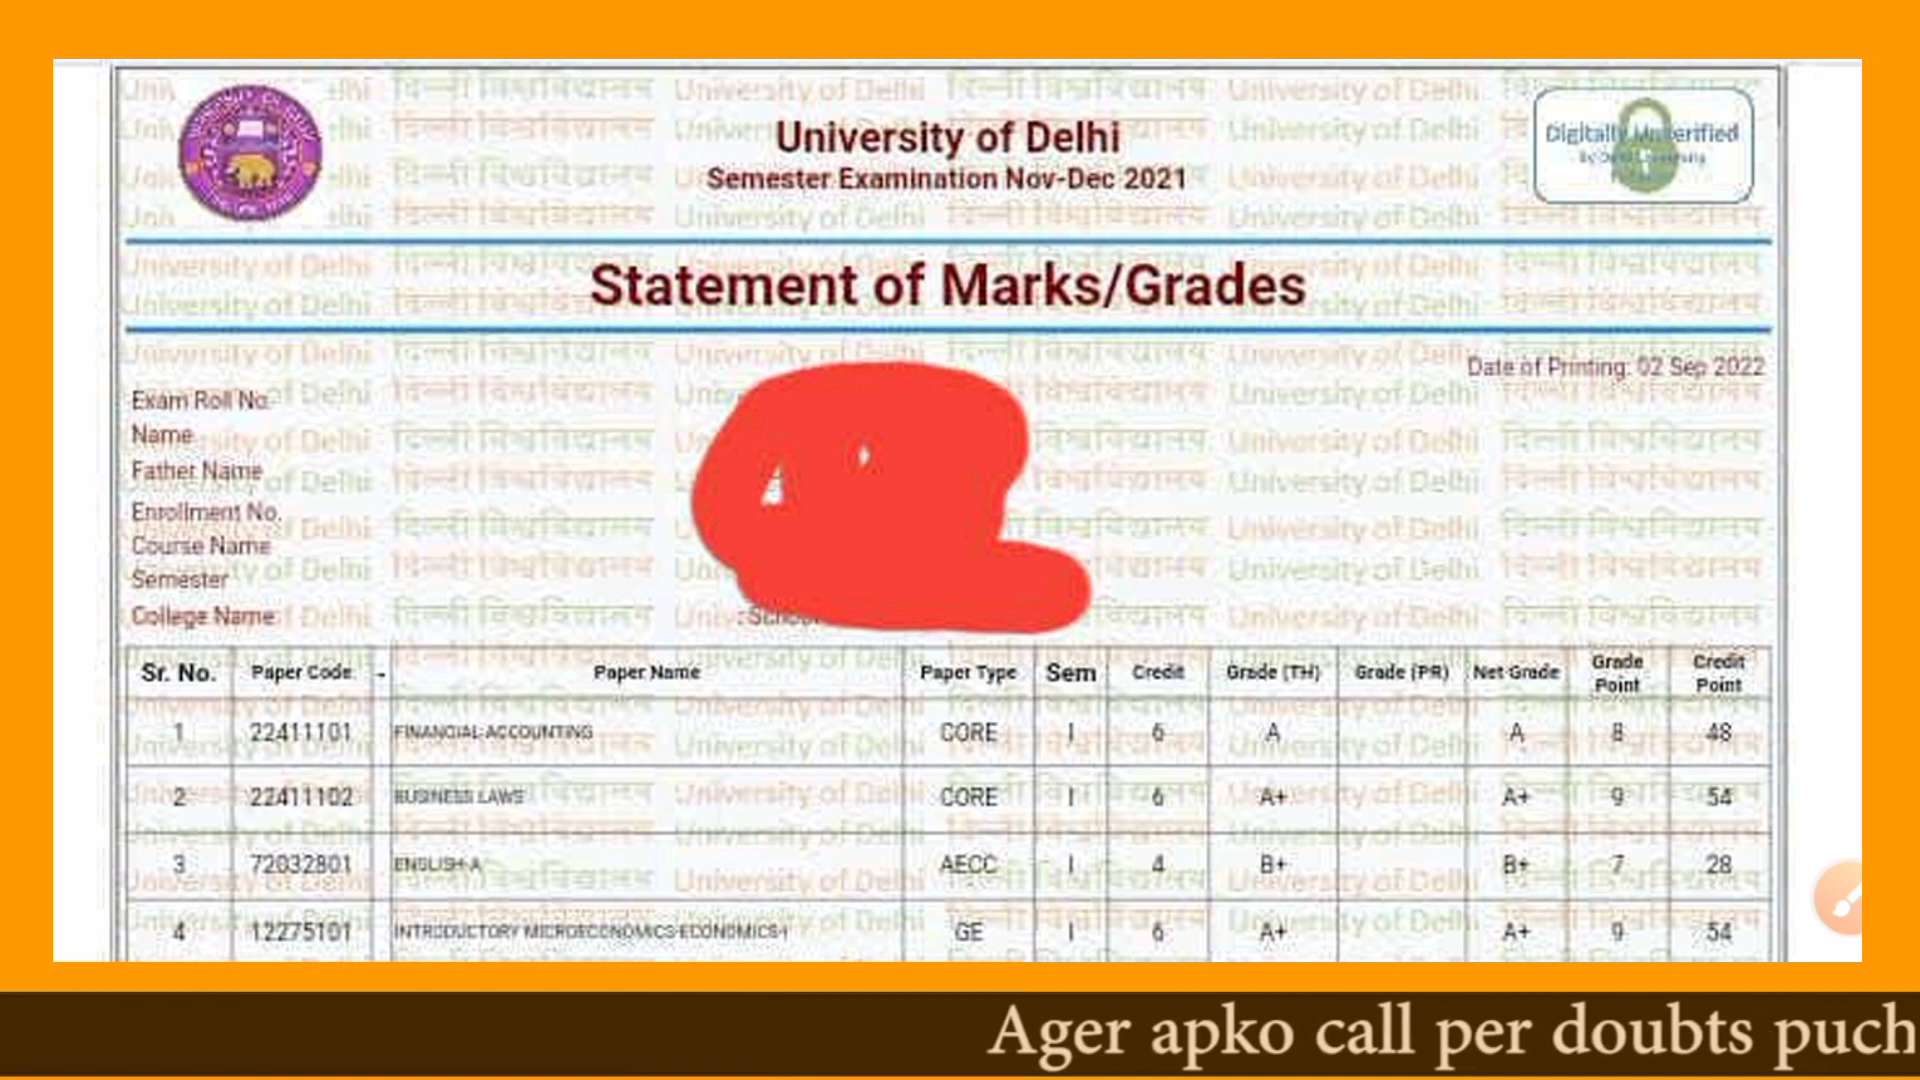 University of Delhi
Semester Examination Nov-Dec 2021
Statement of Marks/Grades
Date of Printing: 02 Sep 2022
Exam Roll No.
Name
Father Name
Enrollment No.
Course Name
Semester
College Name
Sr. No. Paper Code - Paper Name Paper Type Sem Credit Grade (TH) Grade (PR) Net Grade Grade Point Credit Point
1 22411101 FINANCIAL ACCOUNTING CORE I 6 A A 8 48
2 22411102 BUSINESS LAWS CORE I 6 A+ A+ 9 54
3 72032801 ENGLISH-A AECC I 4 B+ B+ 7 28
4 12275101 INTRODUCTORY MICROECONOMICS-ECONOMICS-I GE I 6 A+ A+ 9 54
Ager apko call per doubts puch